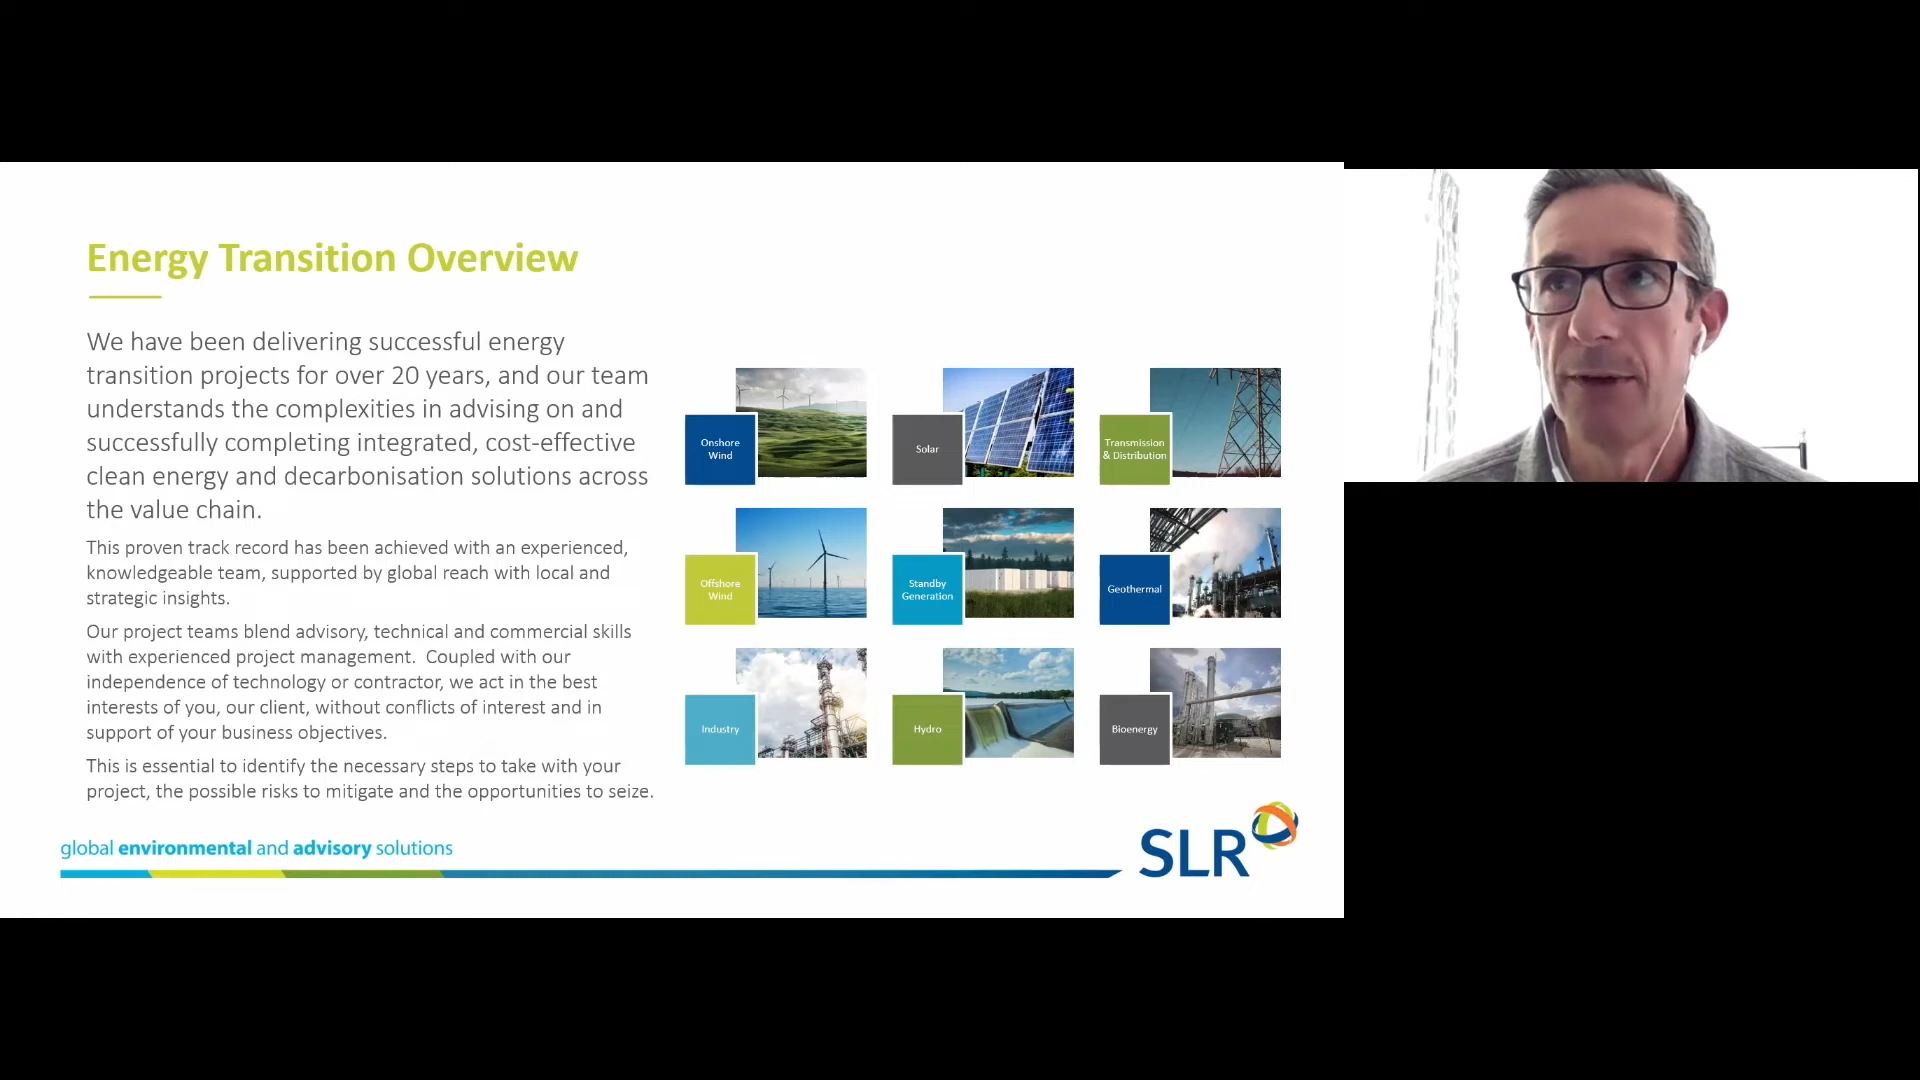 Energy Transition Overview
We have been delivering successful energy
transition projects for over 20 years, and our team
understands the complexities in advising on and
successfully completing integrated, cost-effective
clean energy and decarbonisation solutions across
the value chain.
This proven track record has been achieved with an experienced,
knowledgeable team, supported by global reach with local and
strategic insights.
Our project teams blend advisory, technical and commercial skills
with experienced project management.  Coupled with our
independence of technology or contractor, we act in the best
interests of you, our client, without conflicts of interest and in
support of your business objectives.
This is essential to identify the necessary steps to take with your
project, the possible risks to mitigate and the opportunities to seize.
Onshore
Wind
Solar
Transmission
& Distribution
Offshore
Wind
Standby
Generation
Geothermal
Industry
Hydro
Bioenergy
global environmental and advisory solutions
SLR